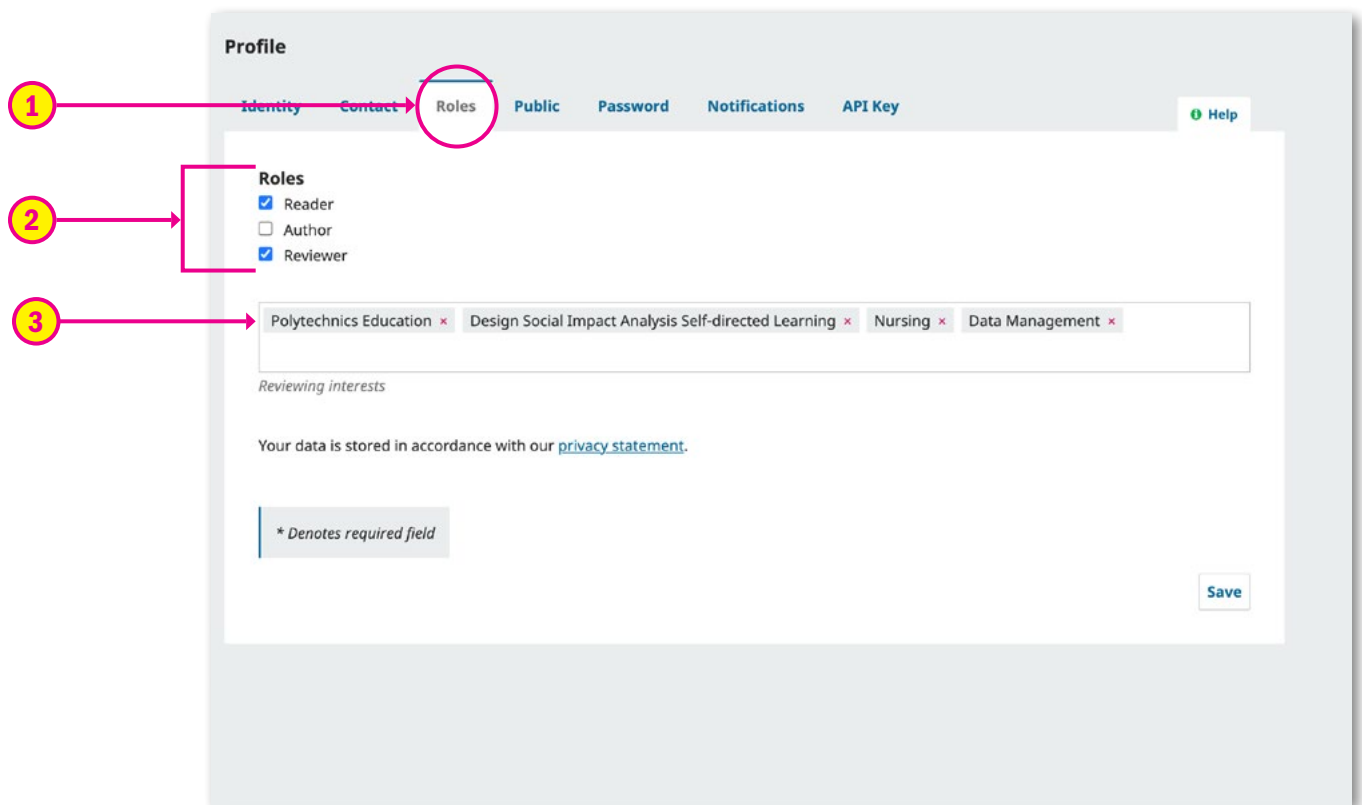 Profile
1
Identity Contact Roles Public Password Notifications API Key
Help
2
Roles
Reader
Author
Reviewer
3
Polytechnics Education × Design Social Impact Analysis Self-directed Learning × Nursing × Data Management ×
Reviewing interests
Your data is stored in accordance with our privacy statement.
* Denotes required field
Save